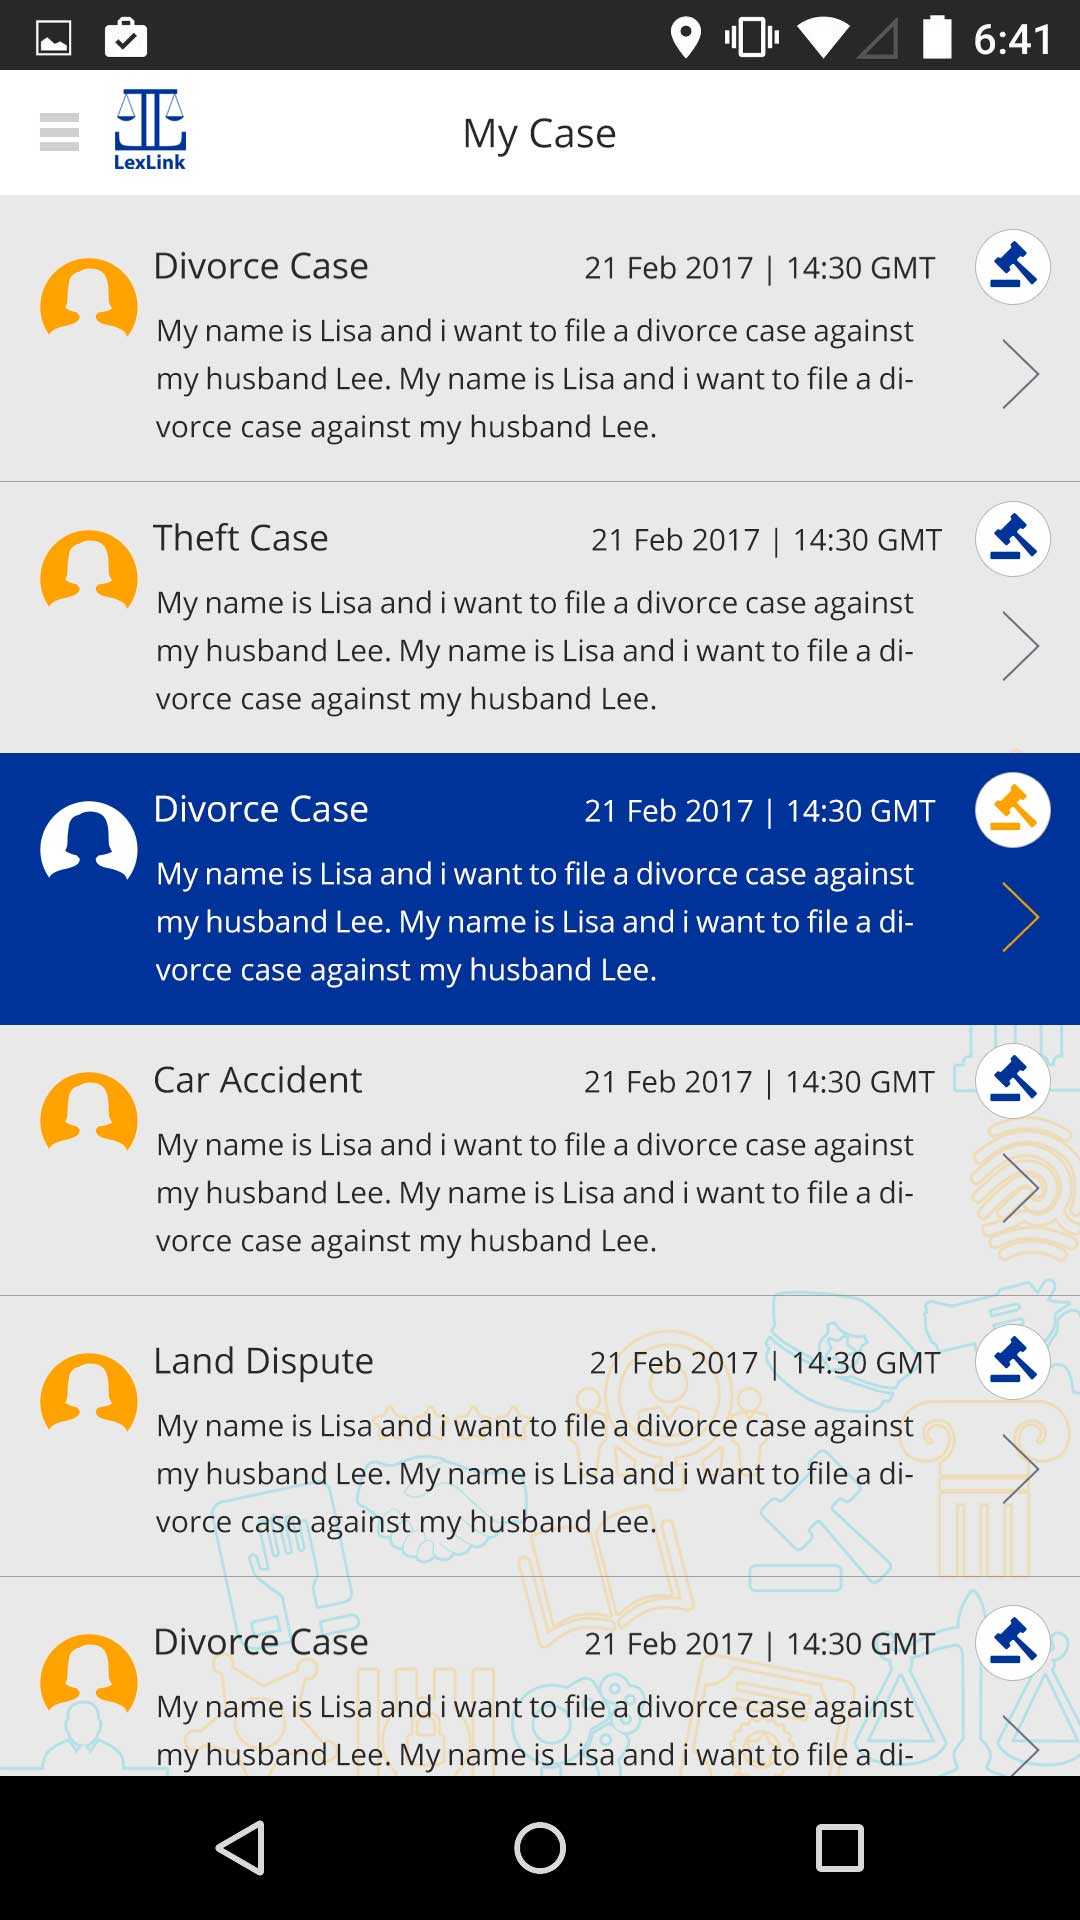 6:41
LexLink
My Case
Divorce Case 21 Feb 2017 | 14:30 GMT
My name is Lisa and i want to file a divorce case against
my husband Lee. My name is Lisa and i want to file a di-
vorce case against my husband Lee.
Theft Case 21 Feb 2017 | 14:30 GMT
My name is Lisa and i want to file a divorce case against
my husband Lee. My name is Lisa and i want to file a di-
vorce case against my husband Lee.
Divorce Case 21 Feb 2017 | 14:30 GMT
My name is Lisa and i want to file a divorce case against
my husband Lee. My name is Lisa and i want to file a di-
vorce case against my husband Lee.
Car Accident 21 Feb 2017 | 14:30 GMT
My name is Lisa and i want to file a divorce case against
my husband Lee. My name is Lisa and i want to file a di-
vorce case against my husband Lee.
Land Dispute 21 Feb 2017 | 14:30 GMT
My name is Lisa and i want to file a divorce case against
my husband Lee. My name is Lisa and i want to file a di-
vorce case against my husband Lee.
Divorce Case 21 Feb 2017 | 14:30 GMT
My name is Lisa and i want to file a divorce case against
my husband Lee. My name is Lisa and i want to file a di-